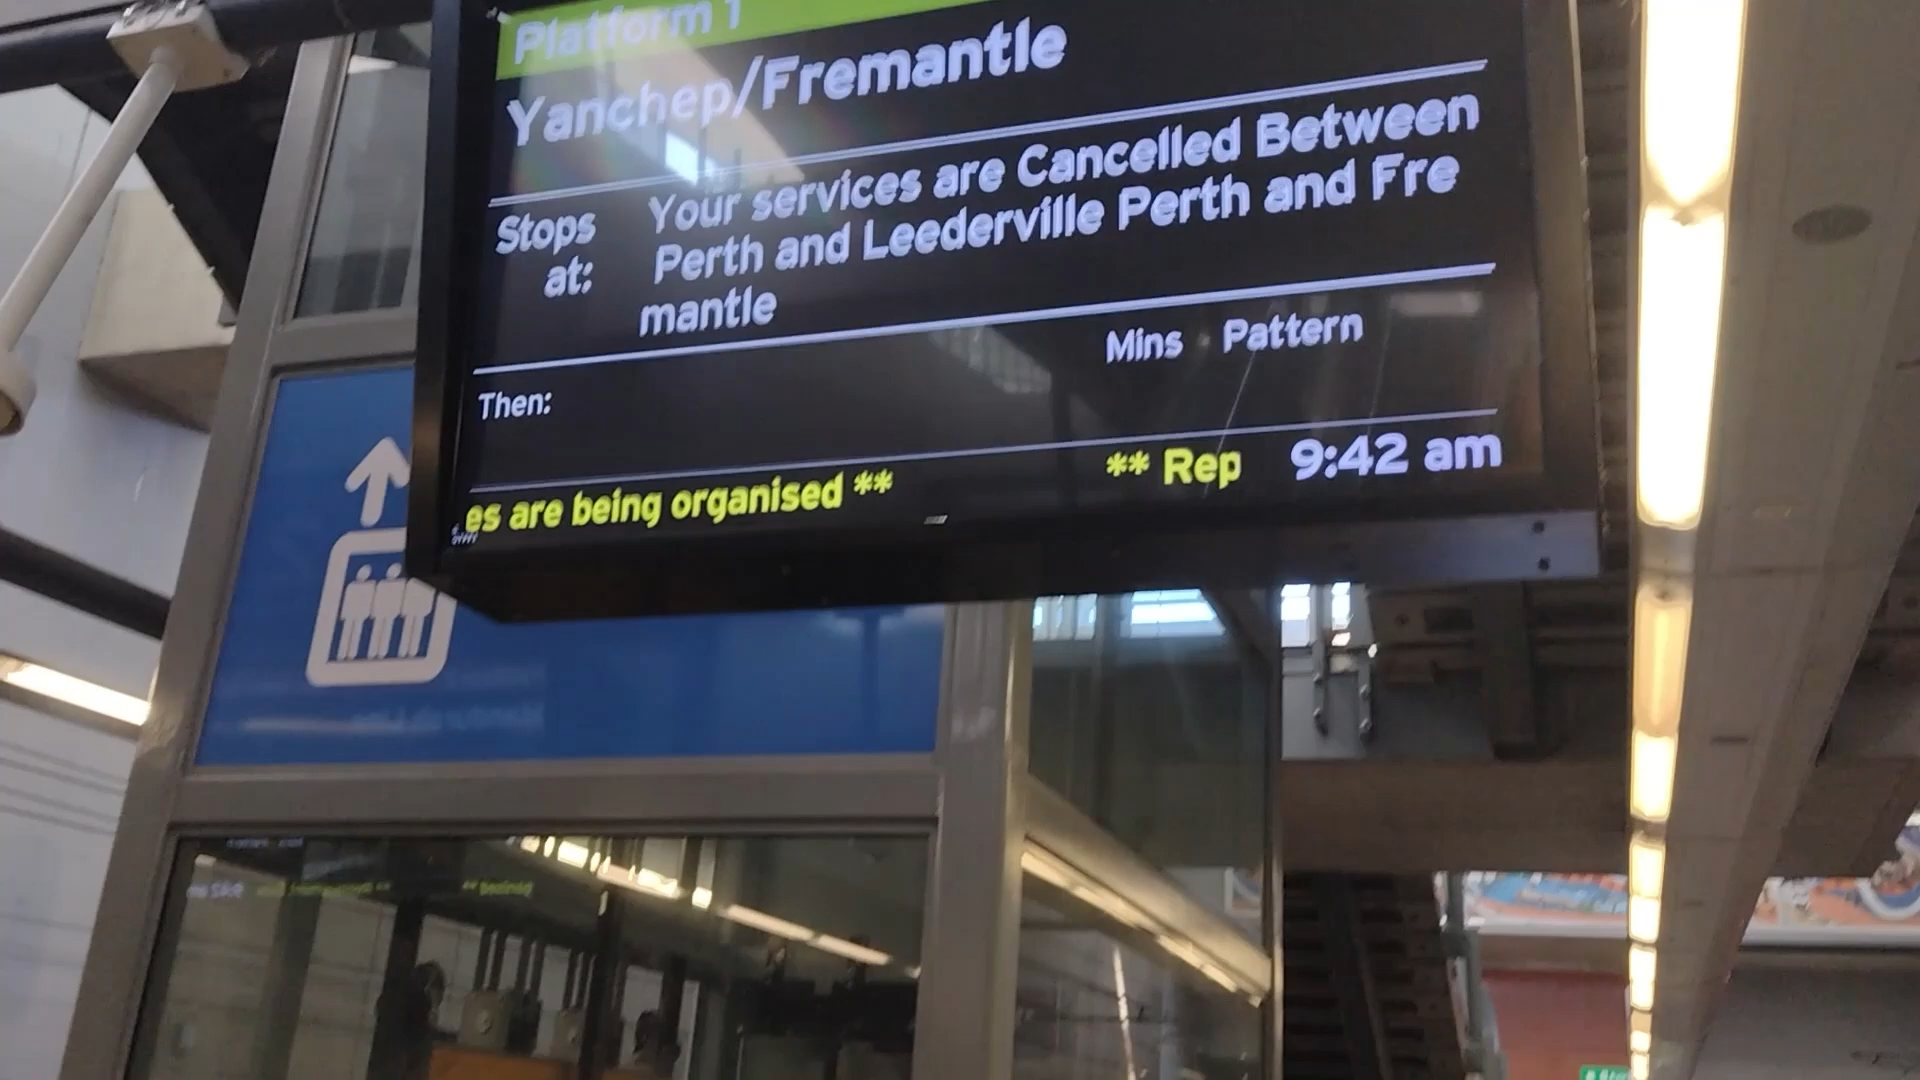 Platform 1
Yanchep/Fremantle
Stops at:
Your services are Cancelled Between
Perth and Leederville Perth and Fre
mantle
Mins Pattern
Then:
es are being organised ** ** Rep 9:42 am